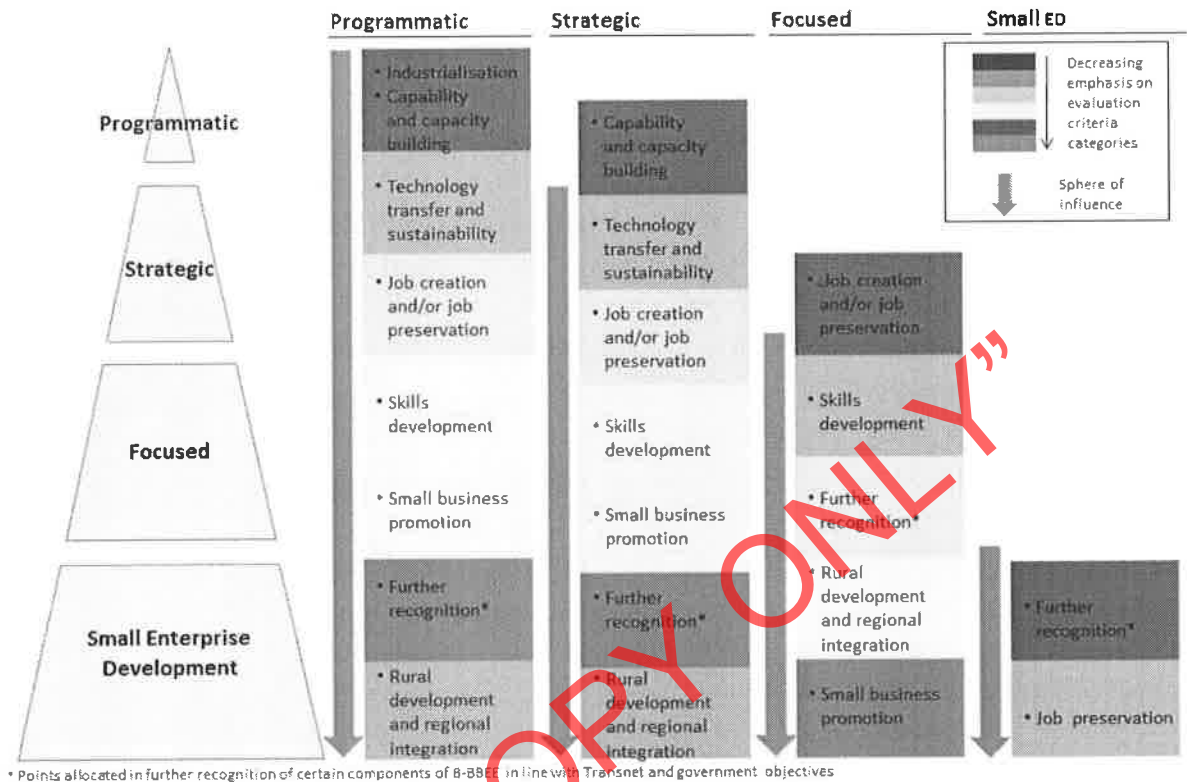 Programmatic
Strategic
Focused
Small ED
Programmatic
Strategic
Focused
Small Enterprise
Development
• Industrialisation
• Capability
and capacity
building
• Technology
transfer and
sustainability
• Job creation
and/or job
preservation
• Skills
development
• Small business
promotion
• Further
recognition*
• Rural
development
and regional
integration
• Capability
and capacity
building
• Technology
transfer and
sustainability
• Job creation
and/or job
preservation
• Skills
development
• Small business
promotion
• Further
recognition*
• Rural
development
and regional
integration
• Job creation
and/or job
preservation
• Skills
development
• Further
recognition*
• Rural
development
and regional
integration
• Small business
promotion
• Further
recognition*
• Job preservation
Decreasing
emphasis on
evaluation
criteria
categories
Sphere of
influence
OPY ONLY”
* Points allocated in further recognition of certain components of B-BBEE in line with Transnet and government objectives